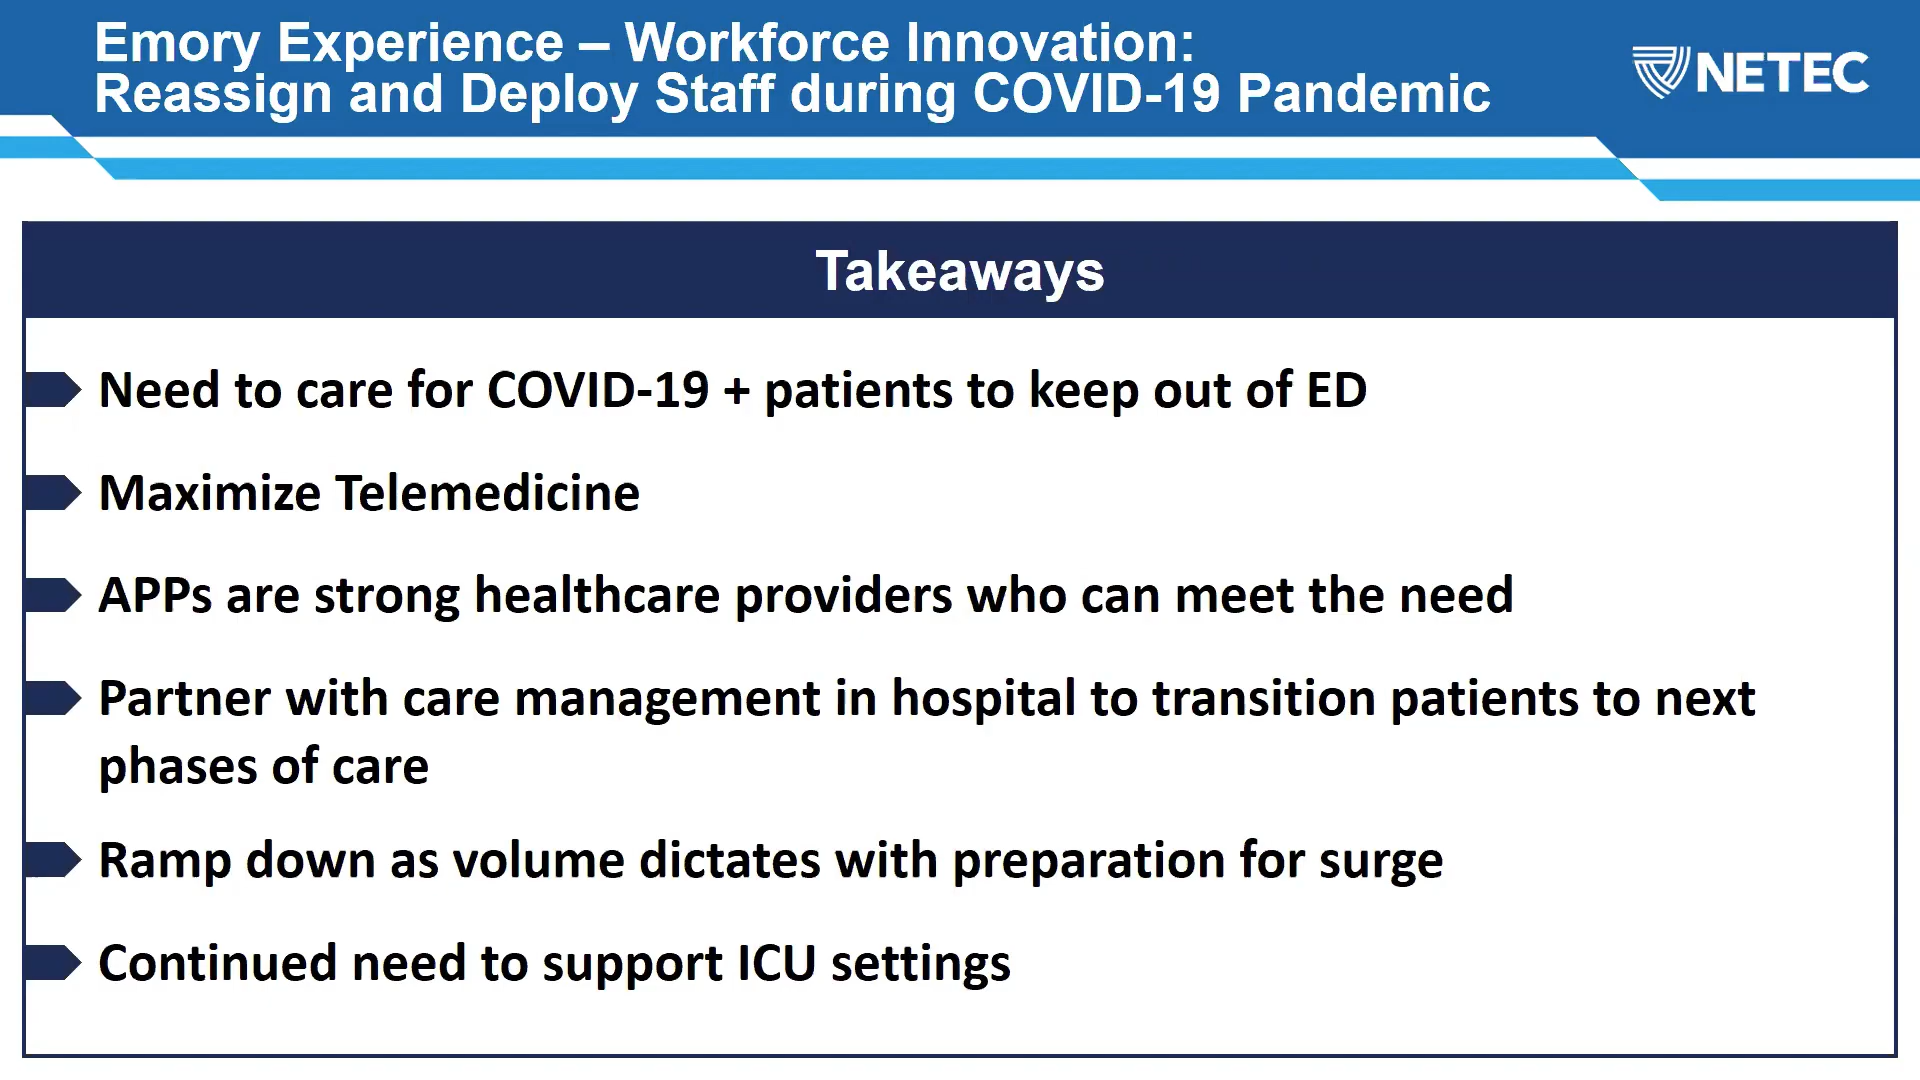 Emory Experience – Workforce Innovation:
Reassign and Deploy Staff during COVID-19 Pandemic
NETEC
Takeaways
Need to care for COVID-19 + patients to keep out of ED
Maximize Telemedicine
APPs are strong healthcare providers who can meet the need
Partner with care management in hospital to transition patients to next
phases of care
Ramp down as volume dictates with preparation for surge
Continued need to support ICU settings